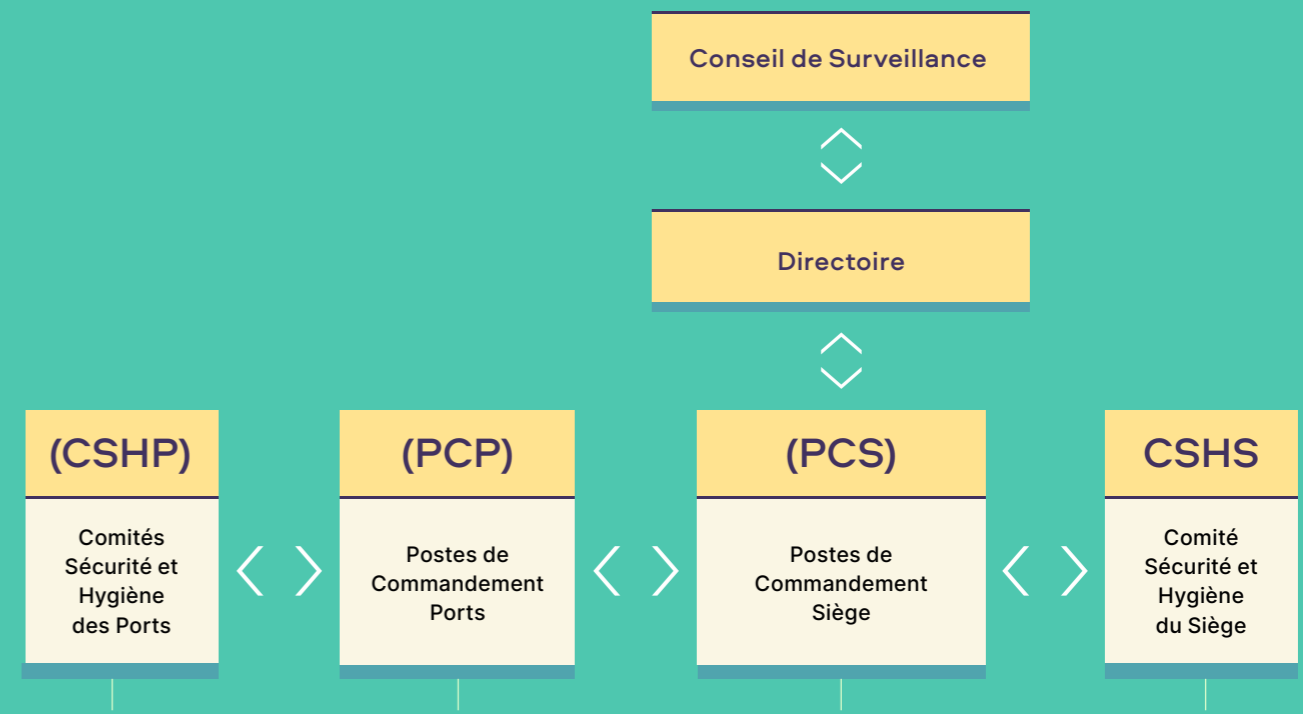 Conseil de Surveillance
Directoire
(CSHP)
Comités
Sécurité et
Hygiène
des Ports
(PCP)
Postes de
Commandement
Ports
(PCS)
Postes de
Commandement
Siège
CSHS
Comité
Sécurité et
Hygiène
du Siège